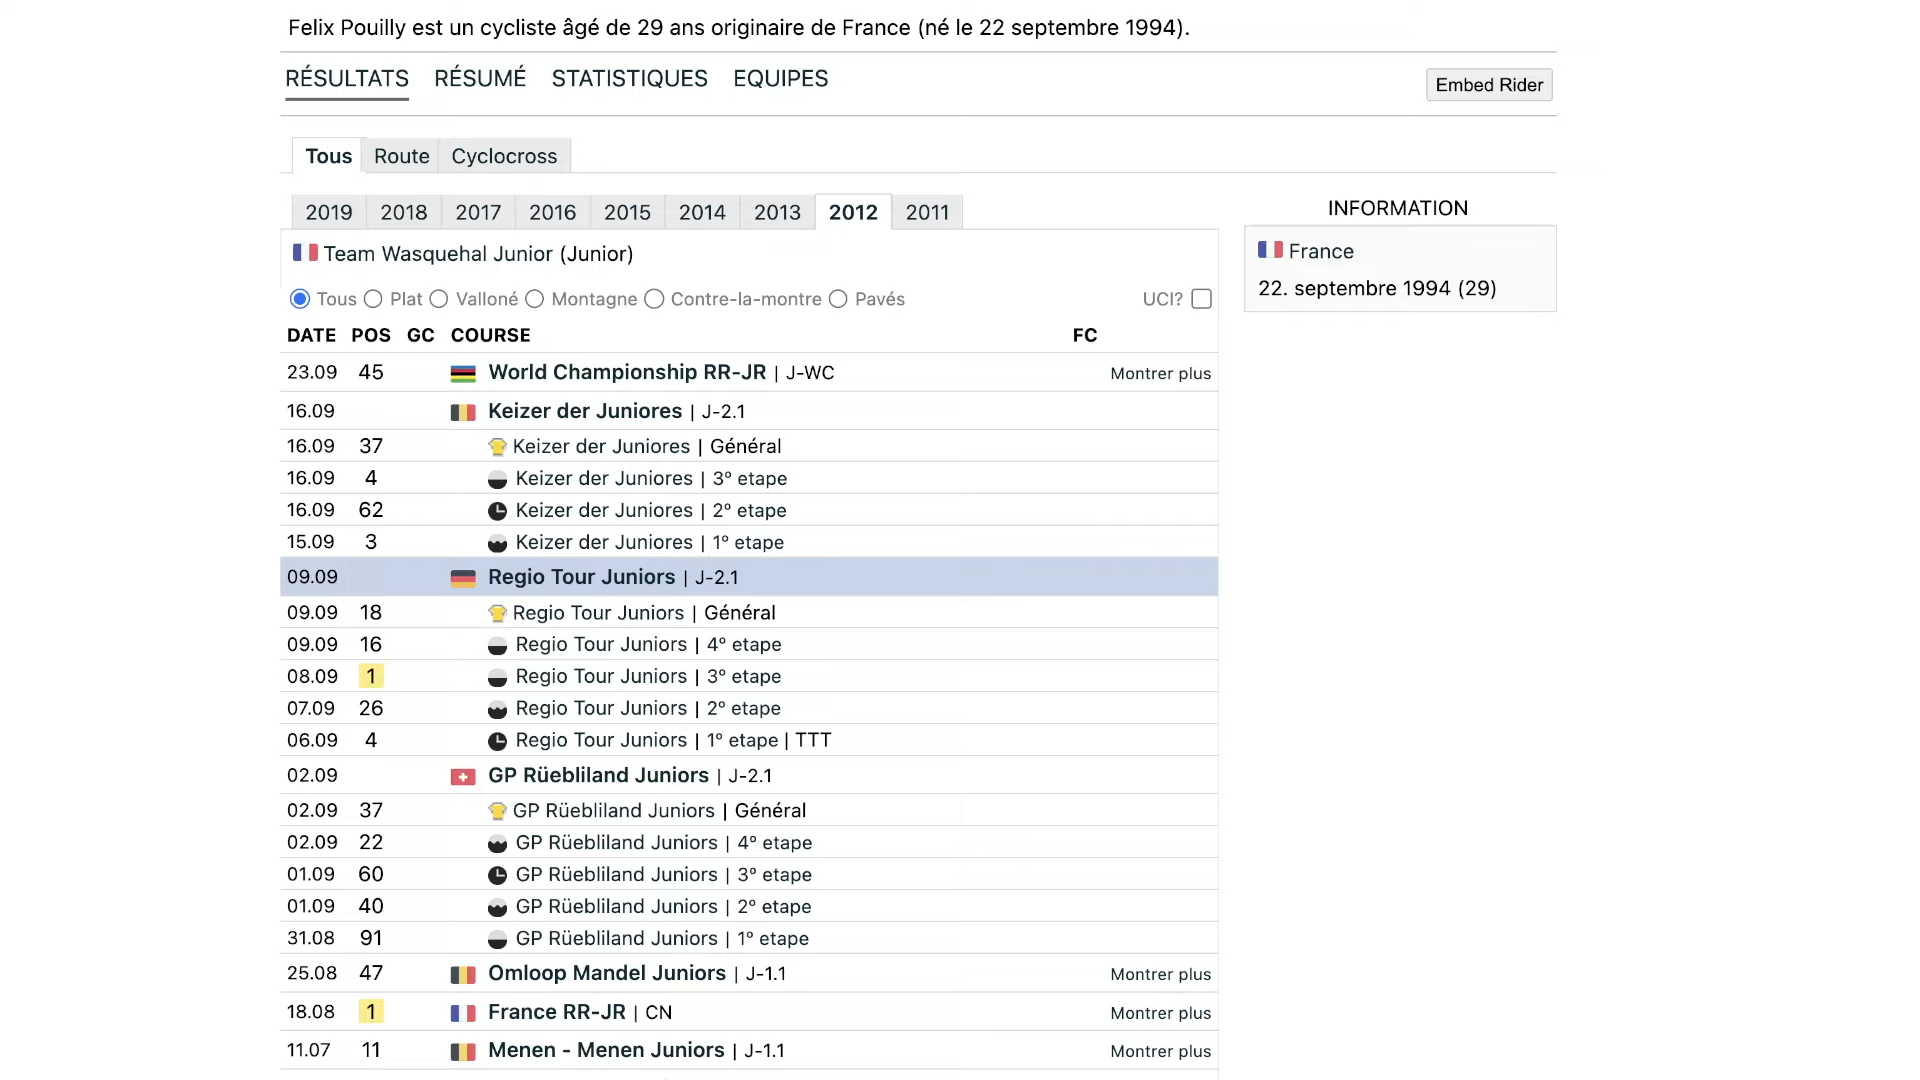 Felix Pouilly est un cycliste âgé de 29 ans originaire de France (né le 22 septembre 1994).
RÉSULTATS RÉSUMÉ STATISTIQUES EQUIPES Embed Rider
Tous Route Cyclocross
2019 2018 2017 2016 2015 2014 2013 2012 2011
INFORMATION
Team Wasquehal Junior (Junior)
France
22. septembre 1994 (29)
Tous Plat Valloné Montagne Contre-la-montre Pavés UCI?
DATE POS GC COURSE FC
23.09 45 World Championship RR-JR | J-WC Montrer plus
16.09 Keizer der Juniores | J-2.1
16.09 37 Keizer der Juniores | Général
16.09 4 Keizer der Juniores | 3º etape
16.09 62 Keizer der Juniores | 2º etape
15.09 3 Keizer der Juniores | 1º etape
09.09 Regio Tour Juniors | J-2.1
09.09 18 Regio Tour Juniors | Général
09.09 16 Regio Tour Juniors | 4º etape
08.09 1 Regio Tour Juniors | 3º etape
07.09 26 Regio Tour Juniors | 2º etape
06.09 4 Regio Tour Juniors | 1º etape | TTT
02.09 GP Rüebliland Juniors | J-2.1
02.09 37 GP Rüebliland Juniors | Général
02.09 22 GP Rüebliland Juniors | 4º etape
01.09 60 GP Rüebliland Juniors | 3º etape
01.09 40 GP Rüebliland Juniors | 2º etape
31.08 91 GP Rüebliland Juniors | 1º etape
25.08 47 Omloop Mandel Juniors | J-1.1 Montrer plus
18.08 1 France RR-JR | CN Montrer plus
11.07 11 Menen - Menen Juniors | J-1.1 Montrer plus